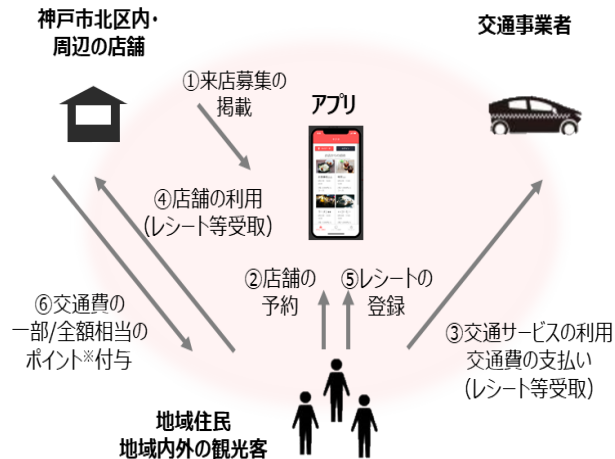 神戸市北区内・
周辺の店舗
交通事業者
①来店募集の
掲載
アプリ
④店舗の利用
（レシート等受取）
②店舗の
予約
⑤レシートの
登録
⑥交通費の
一部/全額相当の
ポイント※付与
③交通サービスの利用
交通費の支払い
（レシート等受取）
地域住民
地域内外の観光客